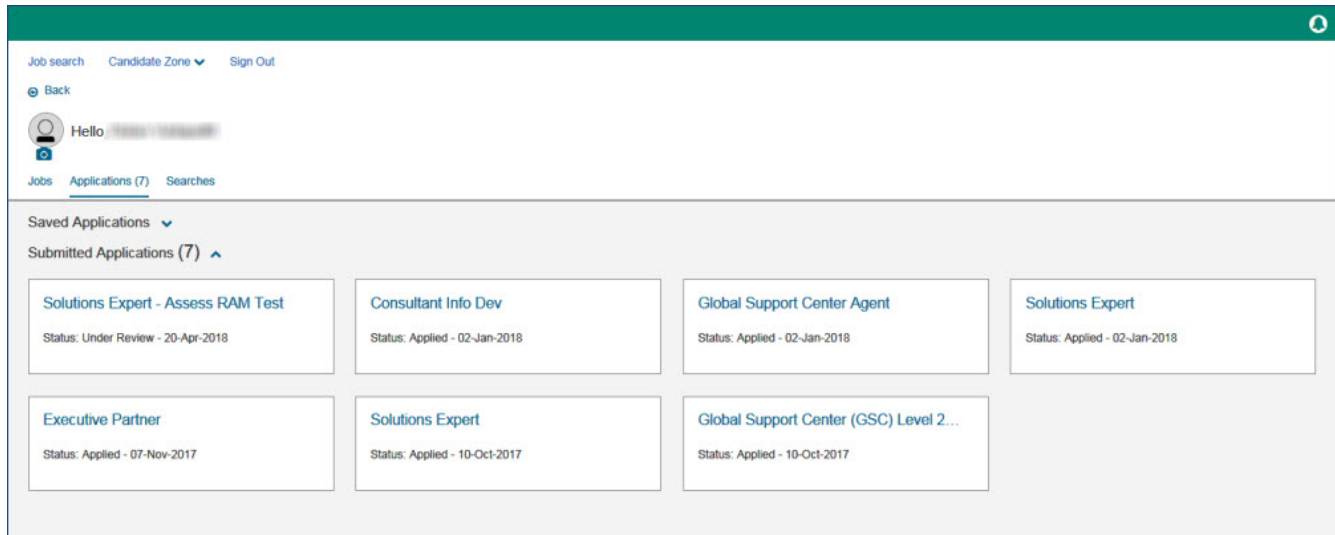 Job search Candidate Zone Sign Out
Back
Hello
Jobs Applications (7) Searches
Saved Applications
Submitted Applications (7)
Solutions Expert - Assess RAM Test
Status: Under Review - 20-Apr-2018
Consultant Info Dev
Status: Applied - 02-Jan-2018
Global Support Center Agent
Status: Applied - 02-Jan-2018
Solutions Expert
Status: Applied - 02-Jan-2018
Executive Partner
Status: Applied - 07-Nov-2017
Solutions Expert
Status: Applied - 10-Oct-2017
Global Support Center (GSC) Level 2...
Status: Applied - 10-Oct-2017